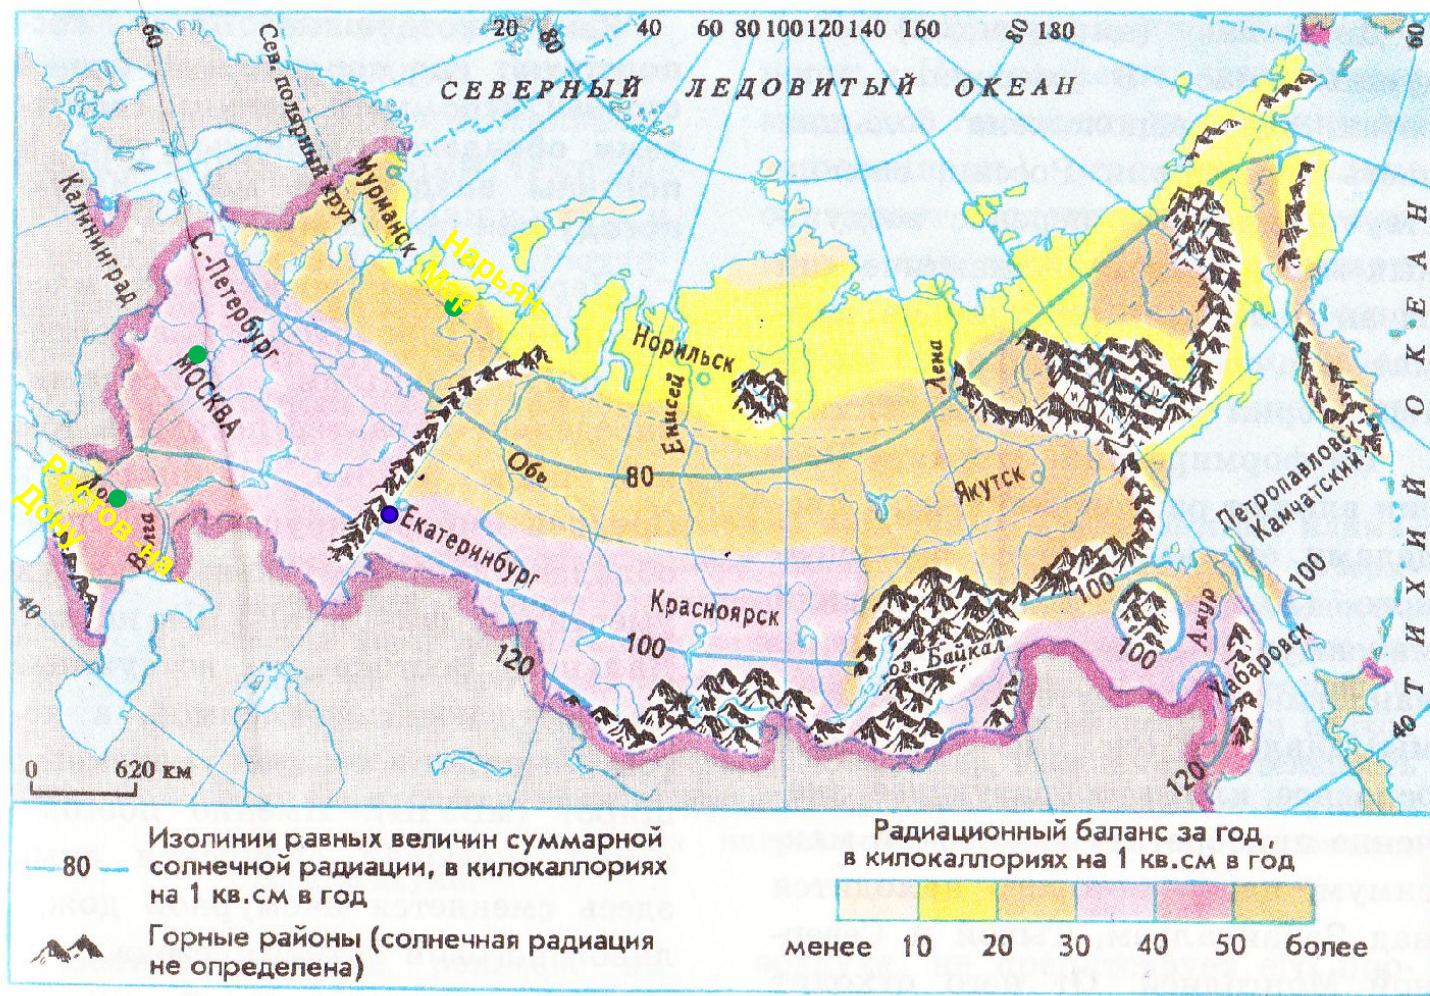 60
20
80
40
60
80
100
120
140
160
80
180
60
Сев. полярный круг
СЕВЕРНЫЙ ЛЕДОВИТЫЙ ОКЕАН
Мурманск
Калининград
С.-Петербург
Нарьян-
Мар
МОСКВА
Норильск
Енисей
Лена
Обь
80
Якутск
Ростов -на-
Дону
Волга
Екатеринбург
Красноярск
100
100
100
100
оз. Байкал
Амур
Хабаровск
Петропавловск-
Камчатский
ТИХИЙ ОКЕАН
40
120
120
40
0 620 км
80
Изолинии равных величин суммарной
солнечной радиации, в килокаллориях
на 1 кв.см в год
Горные районы (солнечная радиация
не определена)
Радиационный баланс за год,
в килокаллориях на 1 кв.см в год
менее 10 20 30 40 50 более